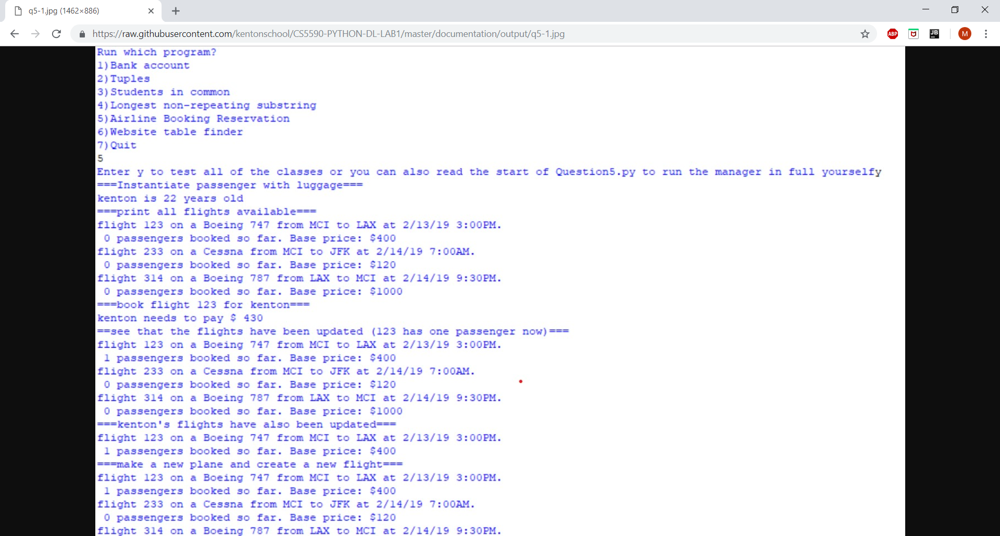 q5-1.jpg (1462×886)
https://raw.githubusercontent.com/kentonschool/CS5590-PYTHON-DL-LAB1/master/documentation/output/q5-1.jpg
ABP
JB
M
Run which program?
1)Bank account
2)Tuples
3)Students in common
4)Longest non-repeating substring
5)Airline Booking Reservation
6)Website table finder
7)Quit
5
Enter y to test all of the classes or you can also read the start of Question5.py to run the manager in full yourselfy
===Instantiate passenger with luggage===
kenton is 22 years old
===print all flights available===
flight 123 on a Boeing 747 from MCI to LAX at 2/13/19 3:00PM.
0 passengers booked so far. Base price: $400
flight 233 on a Cessna from MCI to JFK at 2/14/19 7:00AM.
0 passengers booked so far. Base price: $120
flight 314 on a Boeing 787 from LAX to MCI at 2/14/19 9:30PM.
0 passengers booked so far. Base price: $1000
===book flight 123 for kenton===
kenton needs to pay $ 430
==see that the flights have been updated (123 has one passenger now)===
flight 123 on a Boeing 747 from MCI to LAX at 2/13/19 3:00PM.
1 passengers booked so far. Base price: $400
flight 233 on a Cessna from MCI to JFK at 2/14/19 7:00AM.
0 passengers booked so far. Base price: $120
flight 314 on a Boeing 787 from LAX to MCI at 2/14/19 9:30PM.
0 passengers booked so far. Base price: $1000
===kenton's flights have also been updated===
flight 123 on a Boeing 747 from MCI to LAX at 2/13/19 3:00PM.
1 passengers booked so far. Base price: $400
===make a new plane and create a new flight===
flight 123 on a Boeing 747 from MCI to LAX at 2/13/19 3:00PM.
1 passengers booked so far. Base price: $400
flight 233 on a Cessna from MCI to JFK at 2/14/19 7:00AM.
0 passengers booked so far. Base price: $120
flight 314 on a Boeing 787 from LAX to MCI at 2/14/19 9:30PM.